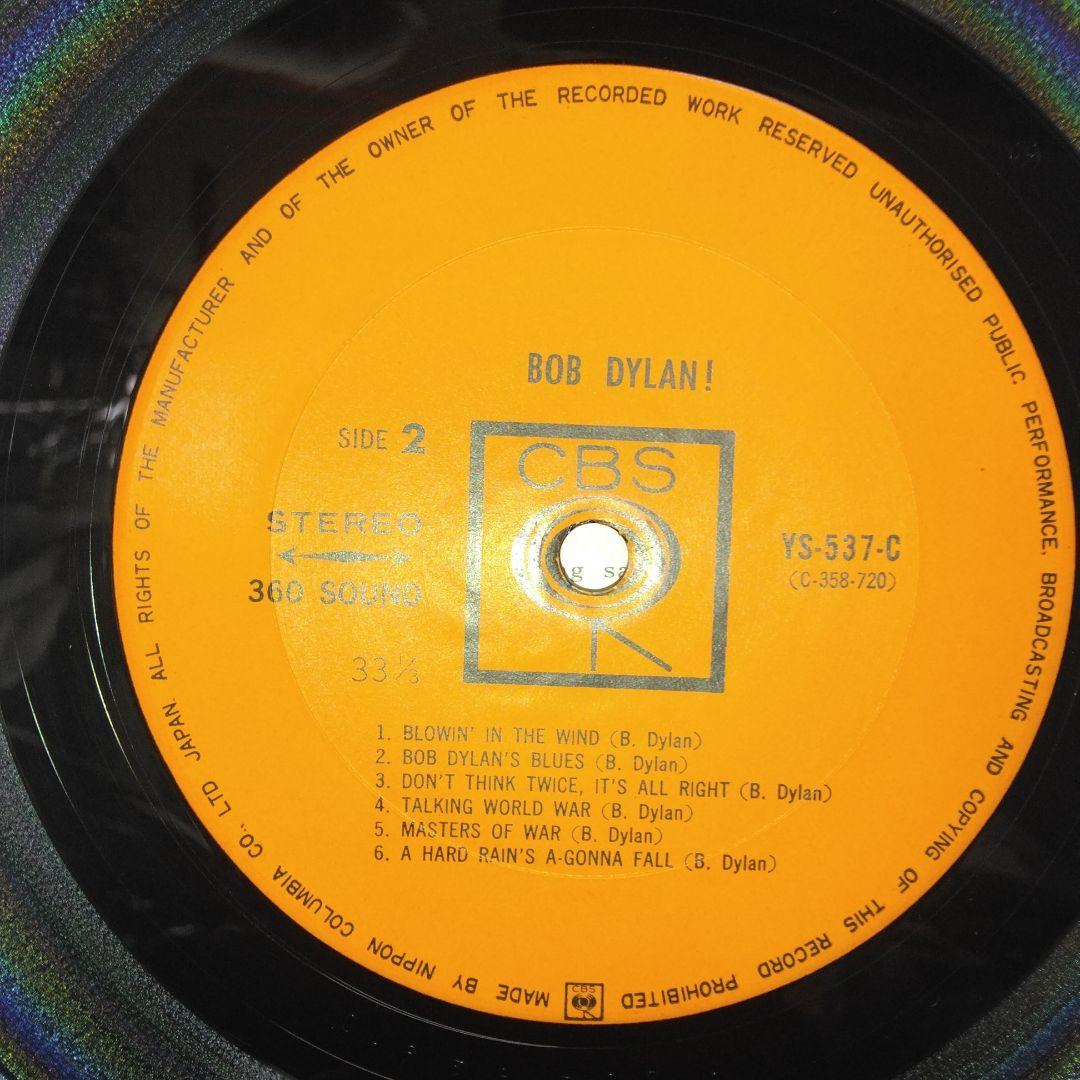 MADE BY NIPPON COLUMBIA CO., LTD JAPAN ALL RIGHTS OF THE MANUFACTURER AND OF THE OWNER OF THE RECORDED WORK RESERVED UNAUTHORISED PUBLIC PERFORMANCE. BROADCASTING AND COPYING OF THIS RECORD PROHIBITED
BOB DYLAN!
SIDE 2
CBS
STEREO
360 SOUND
33⅓
YS-537-C
(C-358-720)
g sa
1. BLOWIN' IN THE WIND (B. Dylan)
2. BOB DYLAN'S BLUES (B. Dylan)
3. DON'T THINK TWICE, IT'S ALL RIGHT (B. Dylan)
4. TALKING WORLD WAR (B. Dylan)
5. MASTERS OF WAR (B. Dylan)
6. A HARD RAIN'S A-GONNA FALL (B. Dylan)
CBS